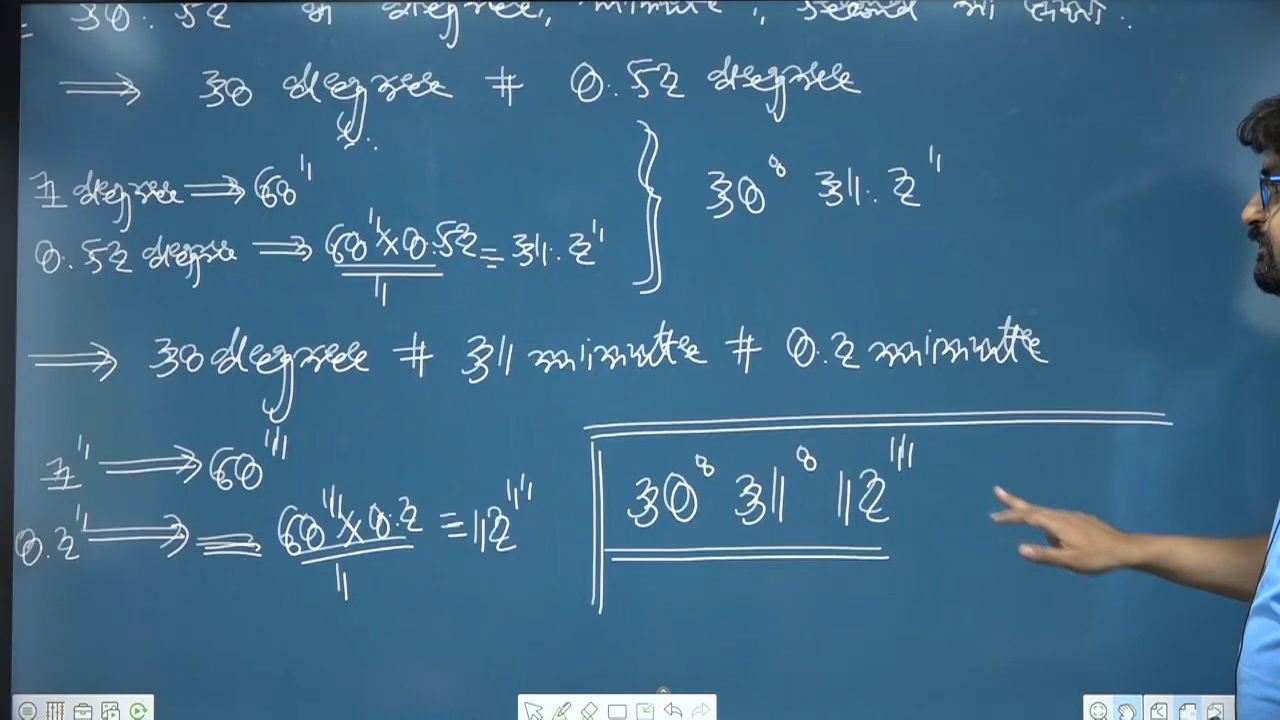 30.52 degree, minute, second
⇒ 30 degree + 0.52 degree
1 degree ⇒ 60'
0.52 degree ⇒ 60'×0.52/1 = 31.2'
} 30° 31.2'
⇒ 30 degree + 31 minute + 0.2 minute
1' ⇒ 60''
0.2' ⇒ = 60''×0.2/1 = 12''
30° 31° 12''